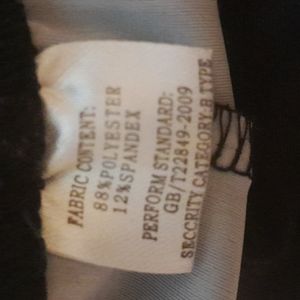 FABRIC CONTENT:
88%POLYESTER
12%SPANDEX
PERFORM STANDARD:
GB/T22849-2009
SECCRITY CATEGORY:B TYPE